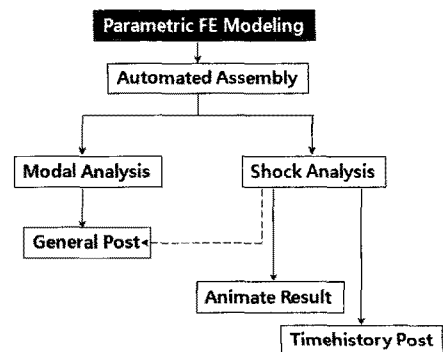 Parametric FE Modeling
Automated Assembly
Modal Analysis
Shock Analysis
General Post
Animate Result
Timehistory Post